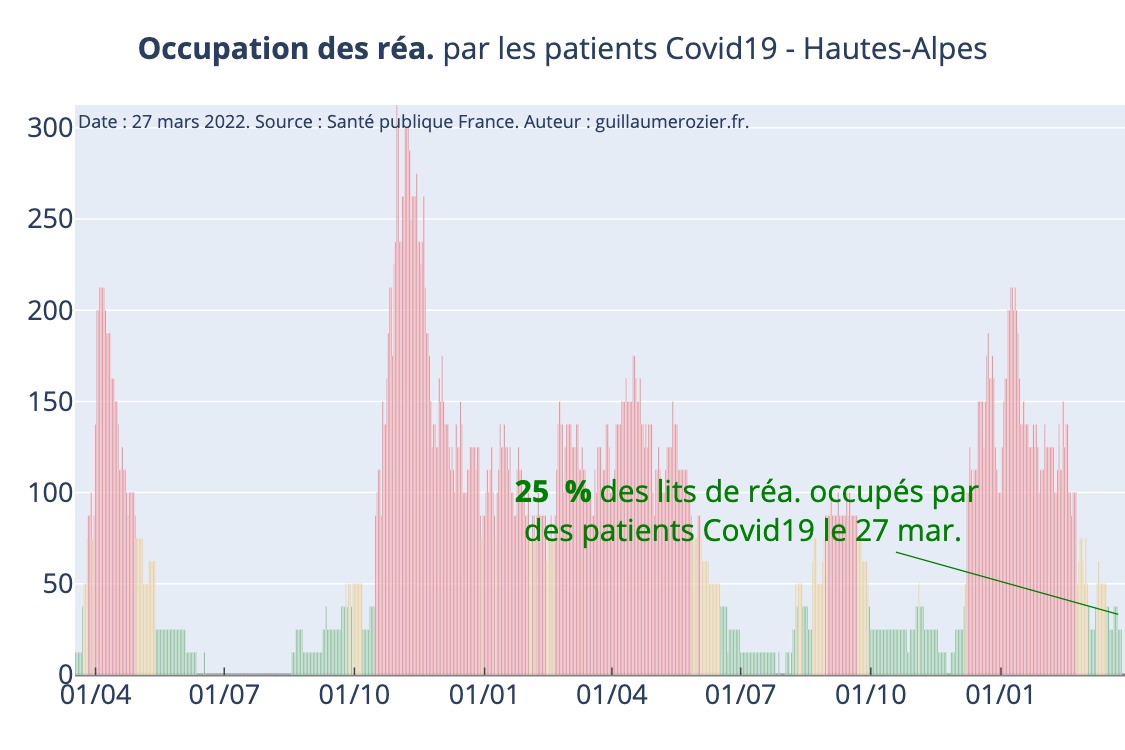 Occupation des réa. par les patients Covid19 - Hautes-Alpes
Date : 27 mars 2022. Source : Santé publique France. Auteur : guillaumerozier.fr.
300
250
200
150
100
50
0
25 % des lits de réa. occupés par
des patients Covid19 le 27 mar.
01/04 01/07 01/10 01/01 01/04 01/07 01/10 01/01